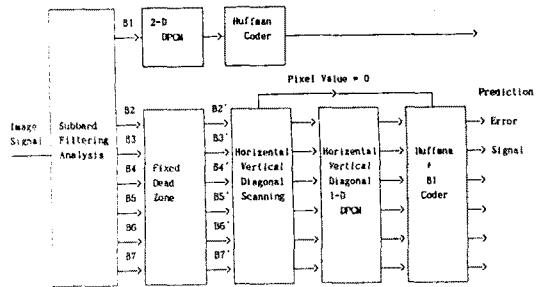 B1
2-D
DPCM
Huffman
Coder
Pixel Value = 0
Prediction
Image
Signal
Subband
Filtering
Analysis
B2
B3
B4
B5
B6
B7
Fixed
Dead
Zone
B2'
B3'
B4'
B5'
B6'
B7'
Horizontal
Vertical
Diagonal
Scanning
Horizontal
Vertical
Diagonal
1-D
DPCM
Huffman
B1
Coder
Error
Signal